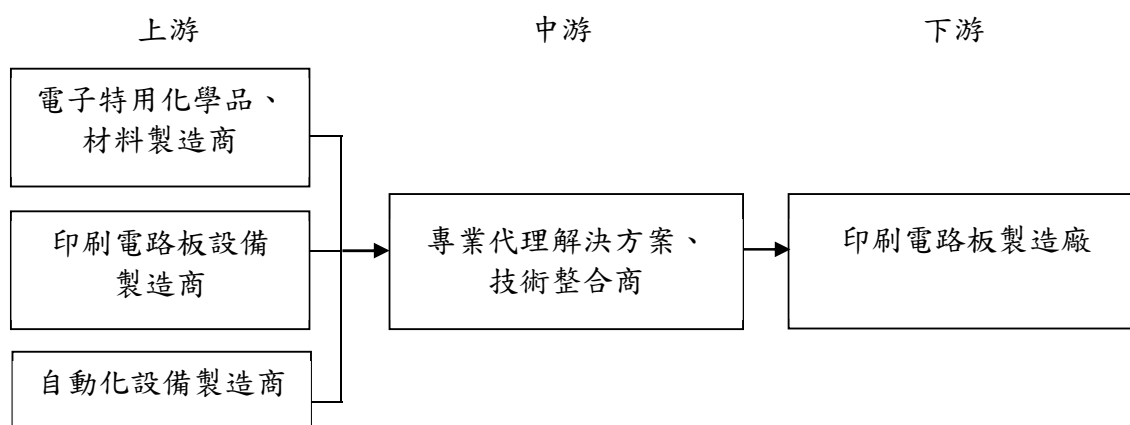 上游
中游
下游
電子特用化學品、
材料製造商
印刷電路板設備
製造商
自動化設備製造商
專業代理解決方案、
技術整合商
印刷電路板製造廠